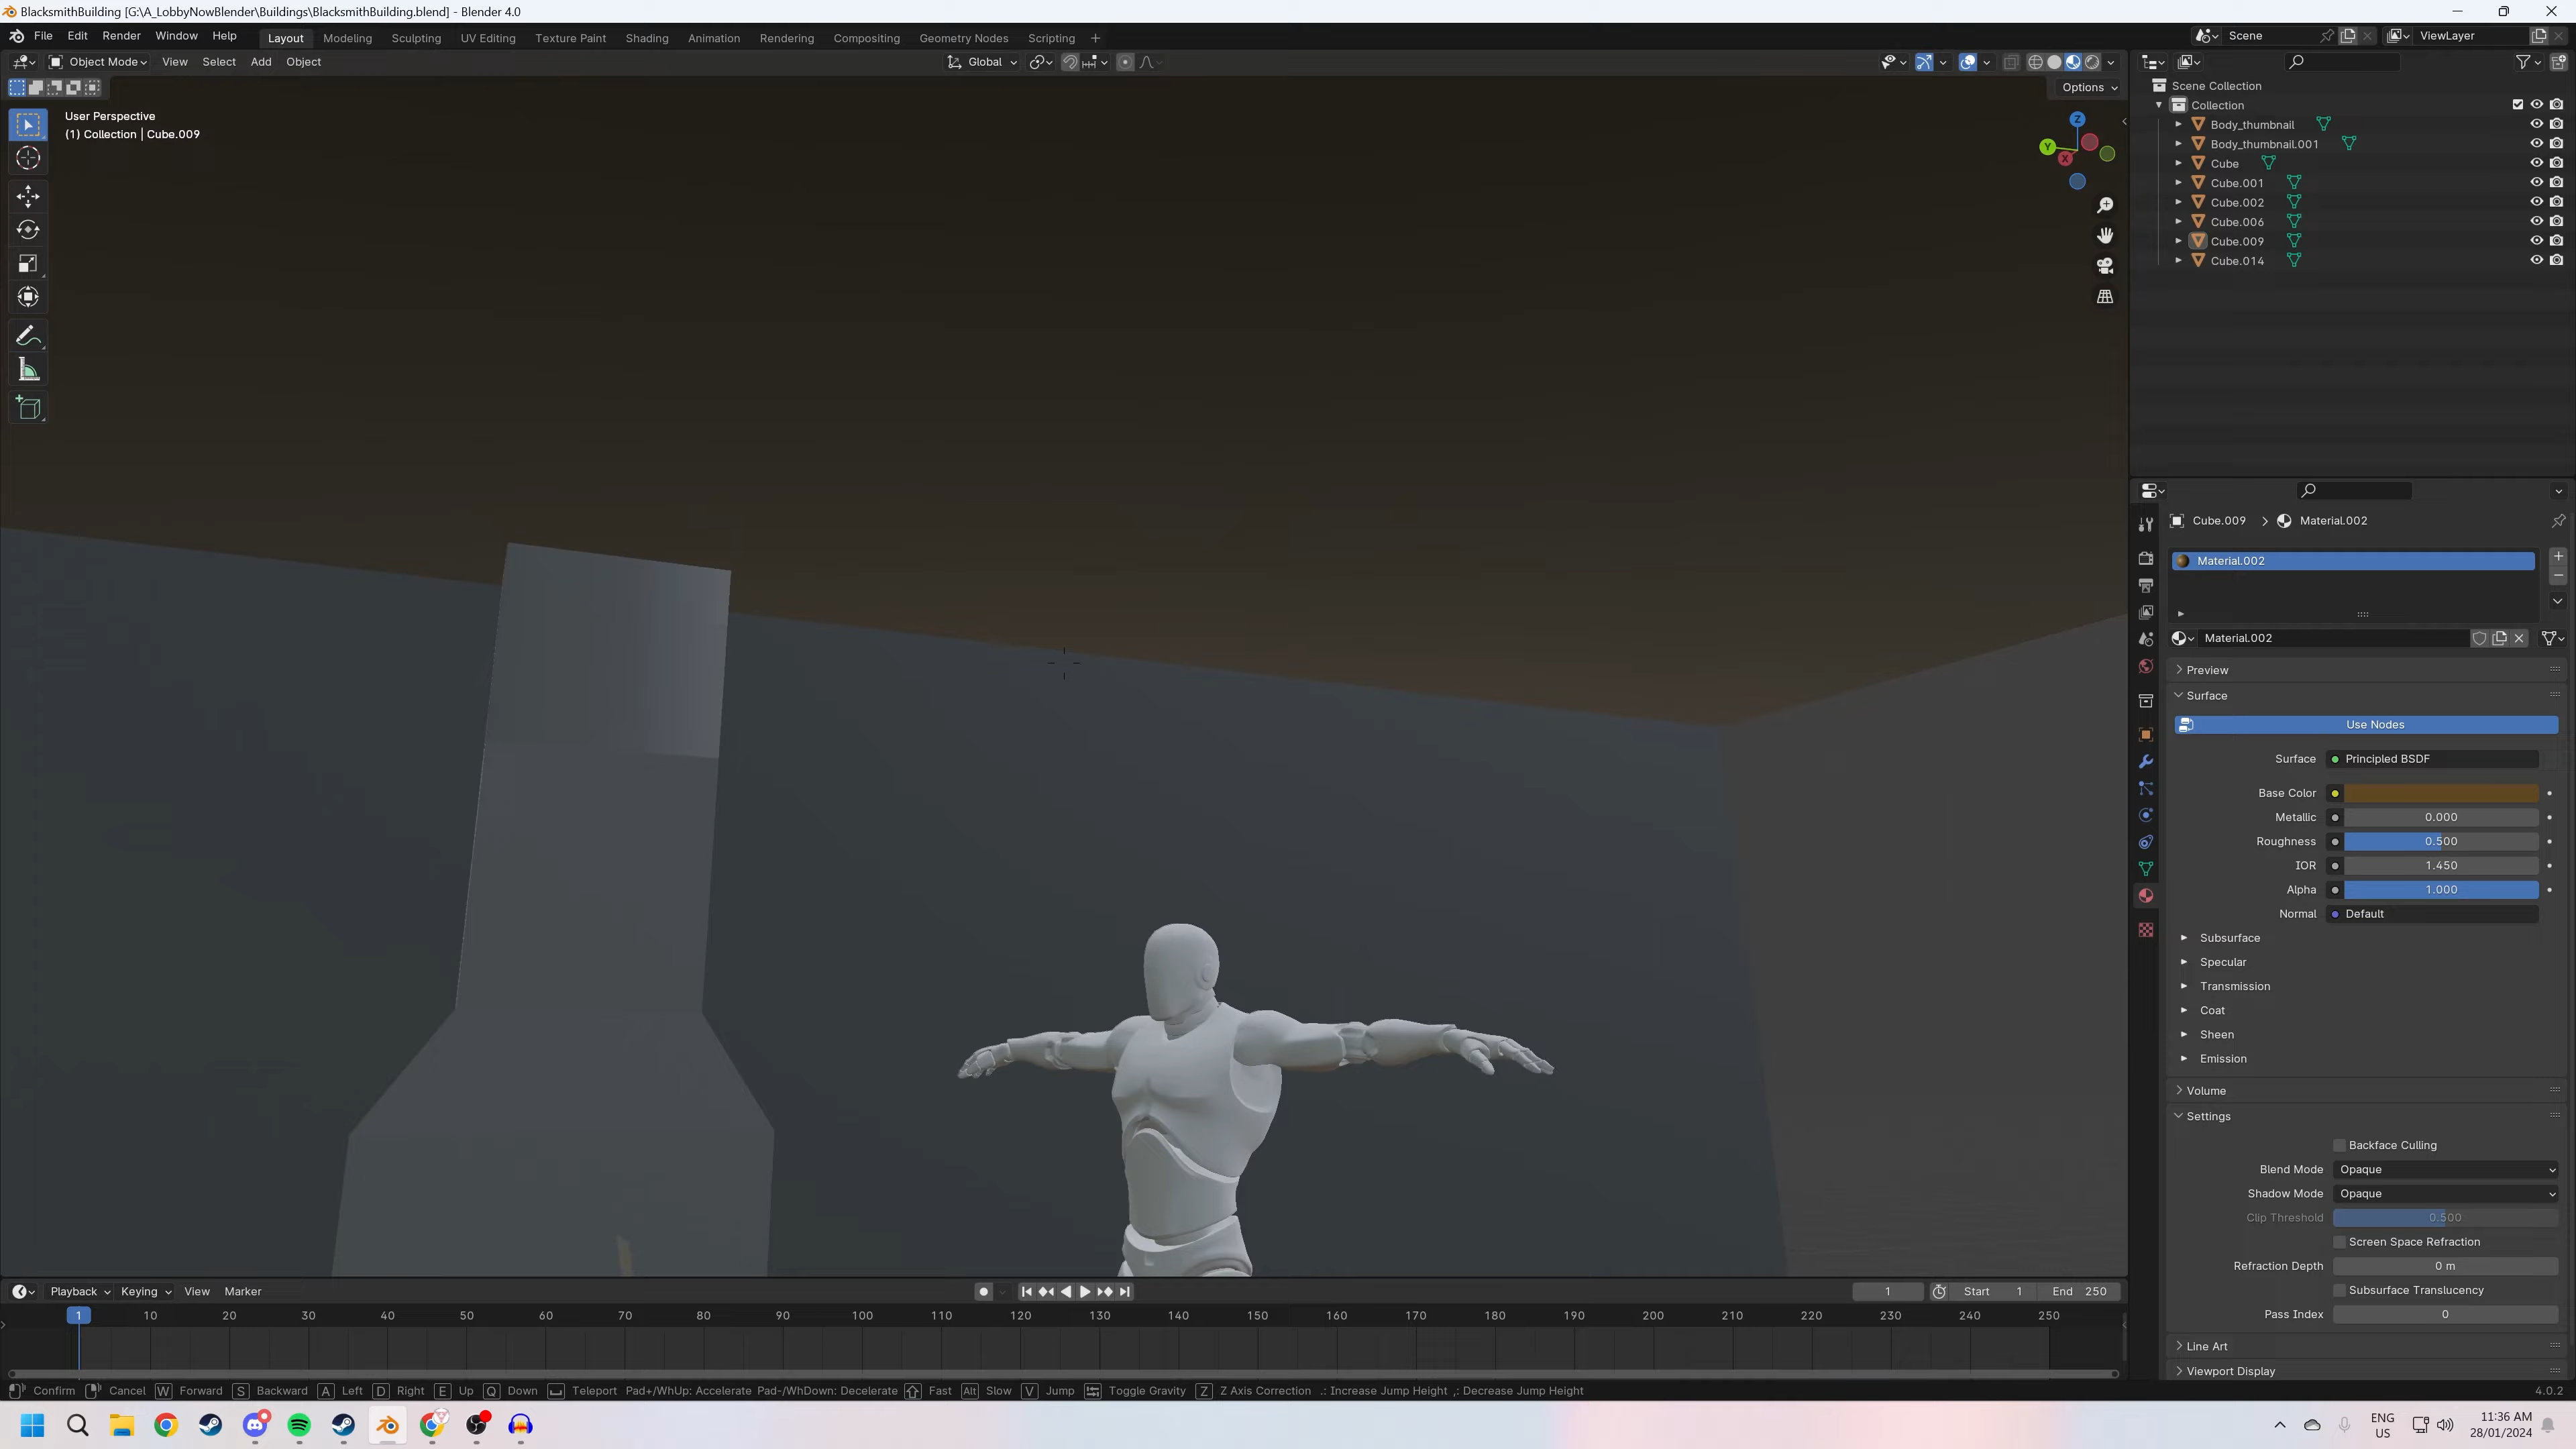 BlacksmithBuilding [G:\A_LobbyNowBlender\Buildings\BlacksmithBuilding.blend] - Blender 4.0
File Edit Render Window Help Layout Modeling Sculpting UV Editing Texture Paint Shading Animation Rendering Compositing Geometry Nodes Scripting + Scene ViewLayer
Object Mode View Select Add Object Global
Options
User Perspective
(1) Collection | Cube.009
Z
Y
X
Scene Collection
Collection
Body_thumbnail
Body_thumbnail.001
Cube
Cube.001
Cube.002
Cube.006
Cube.009
Cube.014
Cube.009 > Material.002
Material.002
Material.002
Preview
Surface
Use Nodes
Surface Principled BSDF
Base Color
Metallic 0.000
Roughness 0.500
IOR 1.450
Alpha 1.000
Normal Default
Subsurface
Specular
Transmission
Coat
Sheen
Emission
Volume
Settings
Backface Culling
Blend Mode Opaque
Shadow Mode Opaque
Clip Threshold 0.500
Screen Space Refraction
Refraction Depth 0 m
Subsurface Translucency
Pass Index 0
Line Art
Viewport Display
Playback Keying View Marker 1 Start 1 End 250
1 10 20 30 40 50 60 70 80 90 100 110 120 130 140 150 160 170 180 190 200 210 220 230 240 250
Confirm Cancel W Forward S Backward A Left D Right E Up Q Down Teleport Pad+/WhUp: Accelerate Pad-/WhDown: Decelerate Fast Alt Slow V Jump Toggle Gravity Z Z Axis Correction .: Increase Jump Height ,: Decrease Jump Height 4.0.2
ENG
US
11:36 AM
28/01/2024